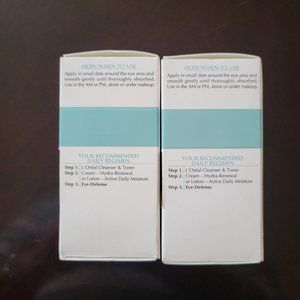 HOW/WHEN TO USE
Apply in small dots around the eye area and
smooth gently until thoroughly absorbed.
Use in the AM or PM, alone or under makeup.
YOUR RECOMMENDED
DAILY REGIMEN
Step 1. L'Oréal Cleanser & Toner
Step 2. Cream – Hydra-Renewal
or Lotion – Active Daily Moisture
Step 3. Eye-Defense
HOW/WHEN TO USE
Apply in small dots around the eye area and
smooth gently until thoroughly absorbed.
Use in the AM or PM, alone or under makeup.
YOUR RECOMMENDED
DAILY REGIMEN
Step 1. L'Oréal Cleanser & Toner
Step 2. Cream – Hydra-Renewal
or Lotion – Active Daily Moisture
Step 3. Eye-Defense